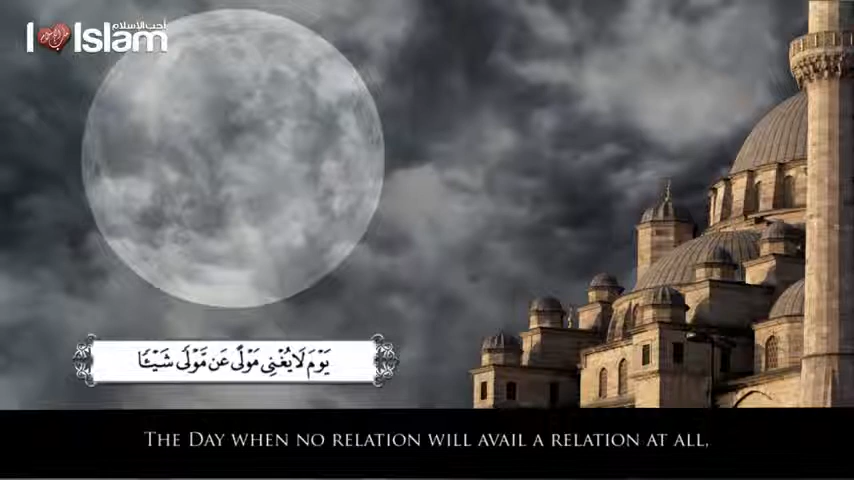 أحب الإسلام
I Islam
يَوْمَ لَا يُغْنِى مَوْلًى عَن مَّوْلًى شَيْـًٔا
THE DAY WHEN NO RELATION WILL AVAIL A RELATION AT ALL,